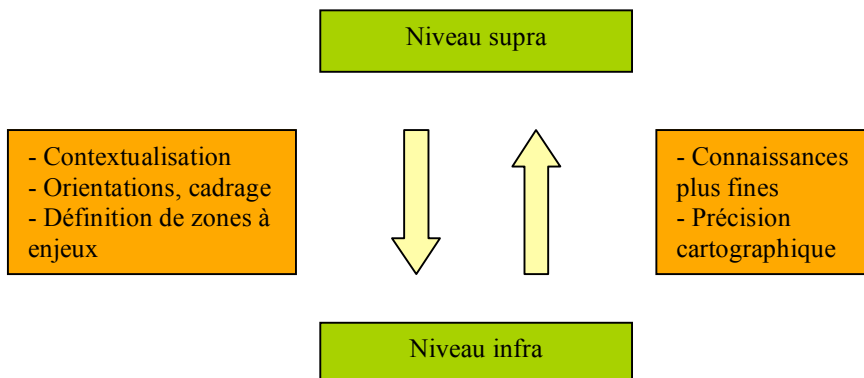 Niveau supra
- Contextualisation
- Orientations, cadrage
- Définition de zones à
enjeux
- Connaissances
plus fines
- Précision
cartographique
Niveau infra